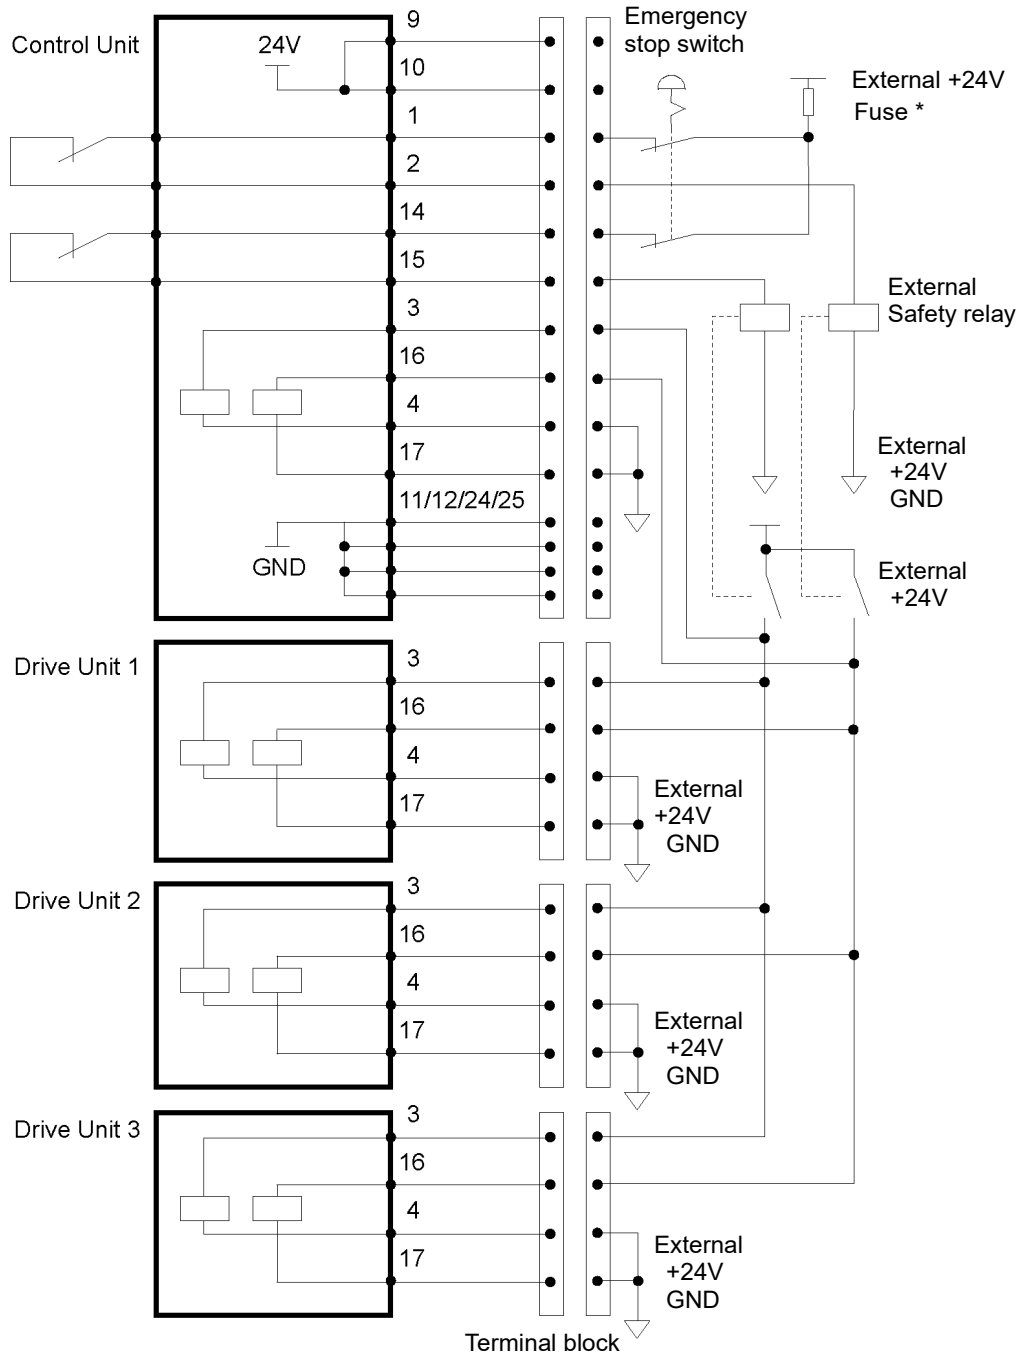 Control Unit
24V
9
10
1
2
14
15
3
16
4
17
11/12/24/25
GND
Emergency
stop switch
External +24V
Fuse *
External
Safety relay
External
+24V
GND
External
+24V
Drive Unit 1
3
16
4
17
External
+24V
GND
Drive Unit 2
3
16
4
17
External
+24V
GND
Drive Unit 3
3
16
4
17
External
+24V
GND
Terminal block